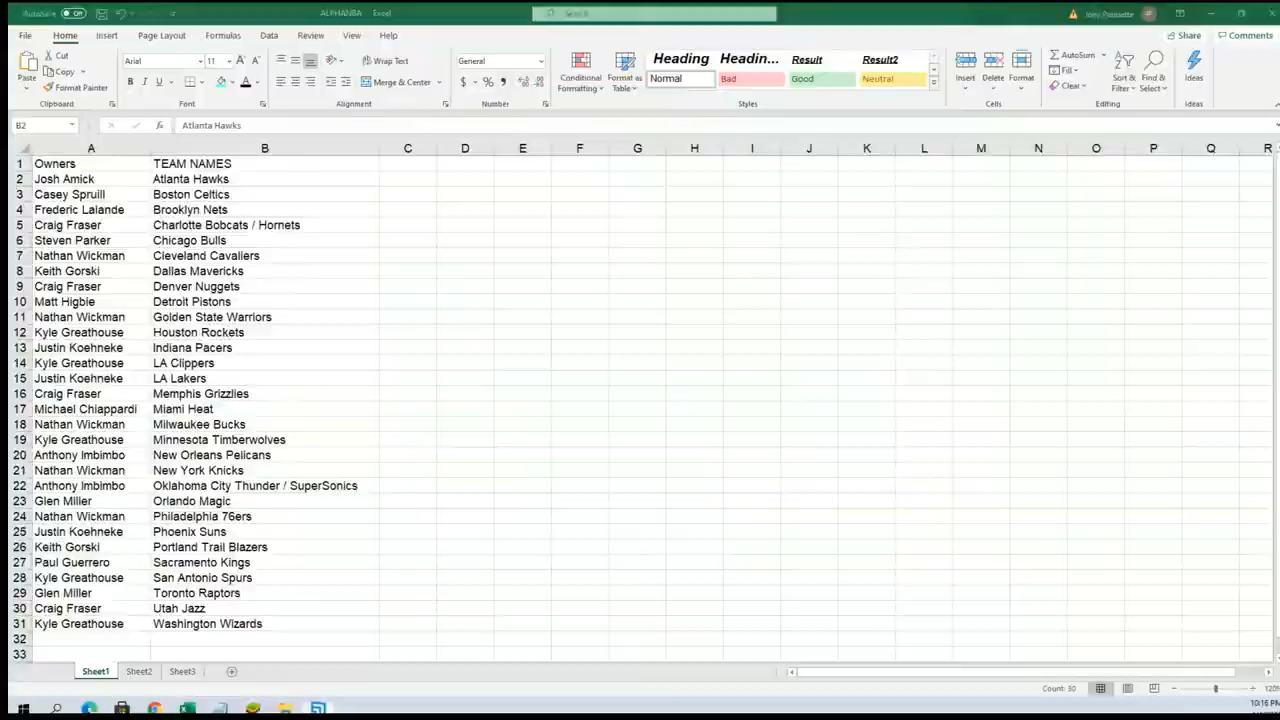 AutoSave Off ALPHANBA - Excel Search Joey Proulette
File Home Insert Page Layout Formulas Data Review View Help Share Comments
Paste Cut Copy Format Painter Clipboard
Arial 11 Font
Wrap Text Merge & Center Alignment
General Number
Conditional Formatting Format as Table
Heading Headin... Result Result2
Normal Bad Good Neutral
Styles
Insert Delete Format Cells
AutoSum Fill Clear Sort & Filter Find & Select Editing
Ideas Ideas
B2 fx Atlanta Hawks
A B C D E F G H I J K L M N O P Q R
1 Owners TEAM NAMES
2 Josh Amick Atlanta Hawks
3 Casey Spruill Boston Celtics
4 Frederic Lalande Brooklyn Nets
5 Craig Fraser Charlotte Bobcats / Hornets
6 Steven Parker Chicago Bulls
7 Nathan Wickman Cleveland Cavaliers
8 Keith Gorski Dallas Mavericks
9 Craig Fraser Denver Nuggets
10 Matt Higbie Detroit Pistons
11 Nathan Wickman Golden State Warriors
12 Kyle Greathouse Houston Rockets
13 Justin Koehneke Indiana Pacers
14 Kyle Greathouse LA Clippers
15 Justin Koehneke LA Lakers
16 Craig Fraser Memphis Grizzlies
17 Michael Chiappardi Miami Heat
18 Nathan Wickman Milwaukee Bucks
19 Kyle Greathouse Minnesota Timberwolves
20 Anthony Imbimbo New Orleans Pelicans
21 Nathan Wickman New York Knicks
22 Anthony Imbimbo Oklahoma City Thunder / SuperSonics
23 Glen Miller Orlando Magic
24 Nathan Wickman Philadelphia 76ers
25 Justin Koehneke Phoenix Suns
26 Keith Gorski Portland Trail Blazers
27 Paul Guerrero Sacramento Kings
28 Kyle Greathouse San Antonio Spurs
29 Glen Miller Toronto Raptors
30 Craig Fraser Utah Jazz
31 Kyle Greathouse Washington Wizards
32
33
Sheet1 Sheet2 Sheet3
Count: 30 120%
10:16 PM